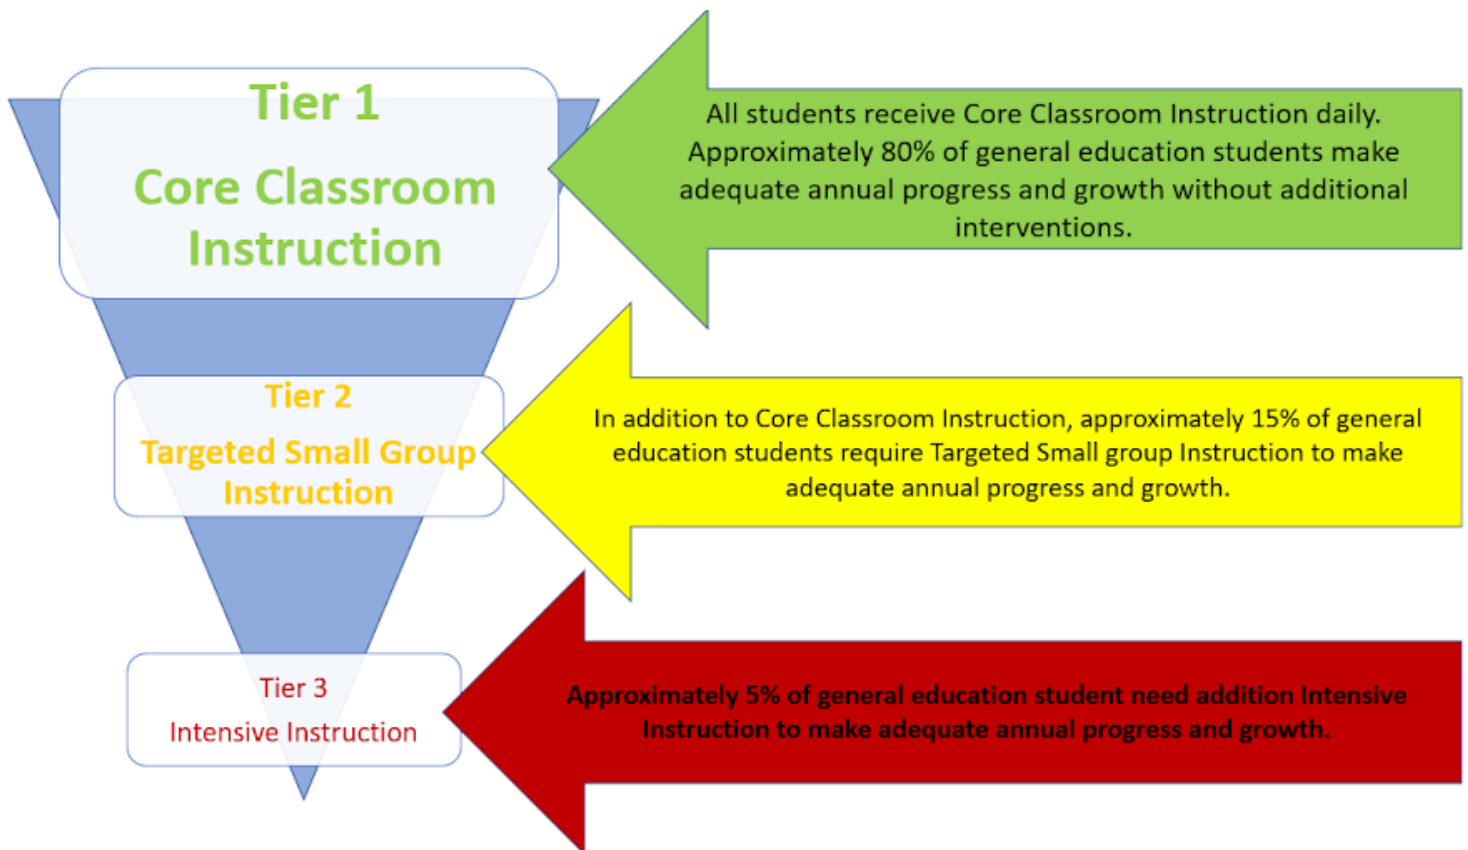 Tier 1
Core Classroom
Instruction
All students receive Core Classroom Instruction daily.
Approximately 80% of general education students make
adequate annual progress and growth without additional
interventions.
Tier 2
Targeted Small Group
Instruction
In addition to Core Classroom Instruction, approximately 15% of general
education students require Targeted Small group Instruction to make
adequate annual progress and growth.
Tier 3
Intensive Instruction
Approximately 5% of general education student need addition Intensive
Instruction to make adequate annual progress and growth.